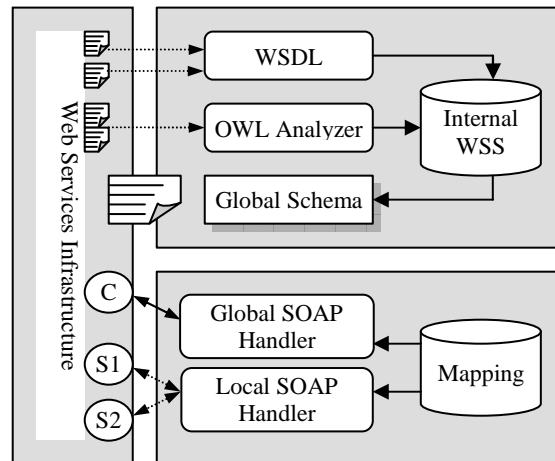 Web Services Infrastructure
WSDL
OWL Analyzer
Internal
WSS
Global Schema
C
Global SOAP
Handler
S1
Local SOAP
Handler
S2
Mapping